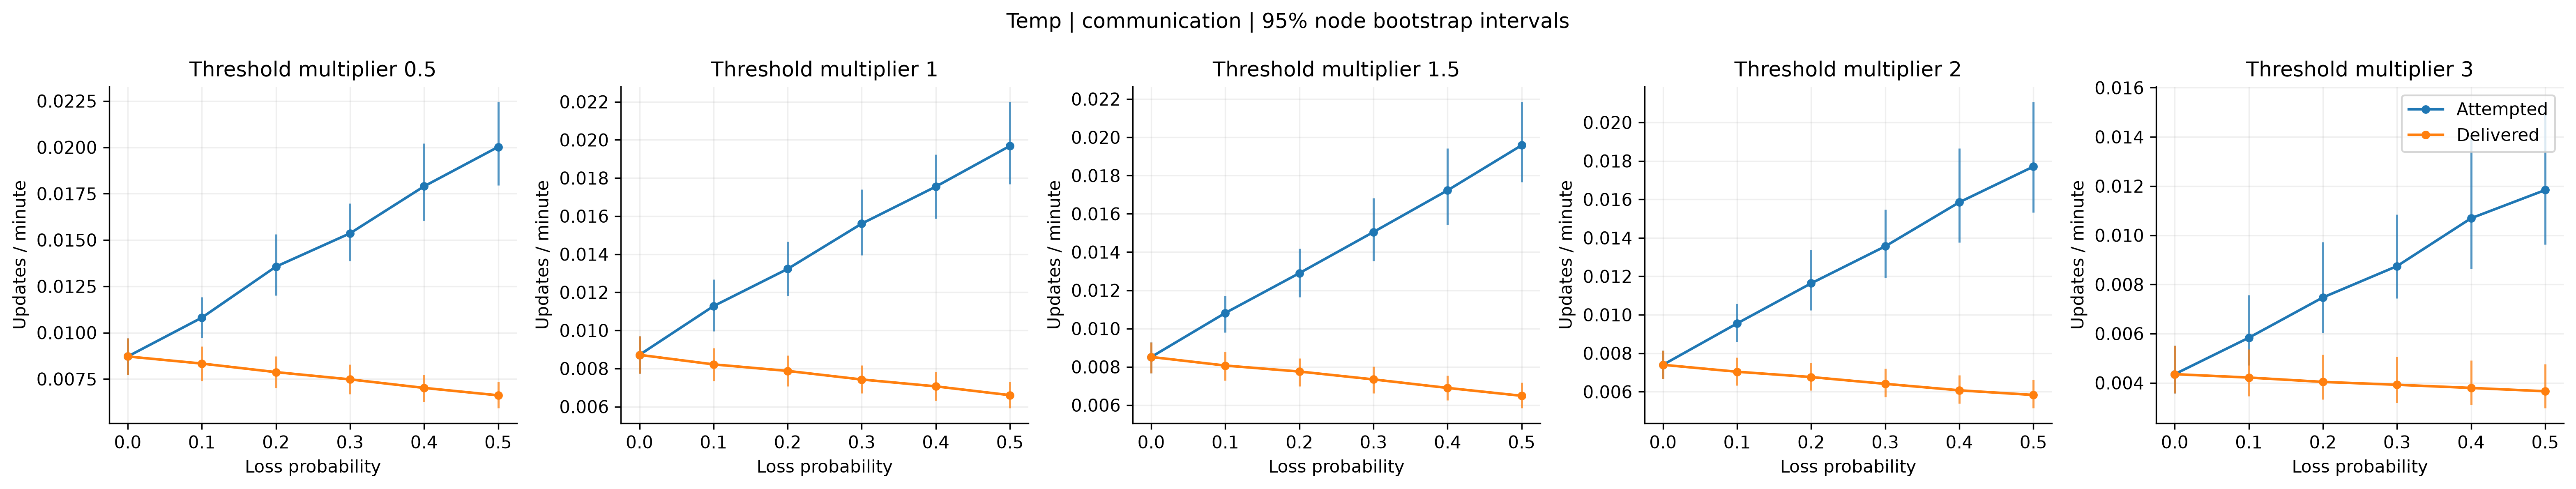 Temp | communication | 95% node bootstrap intervals
Threshold multiplier 0.5
Updates / minute
0.0225
0.0200
0.0175
0.0150
0.0125
0.0100
0.0075
0.0 0.1 0.2 0.3 0.4 0.5
Loss probability
Threshold multiplier 1
Updates / minute
0.022
0.020
0.018
0.016
0.014
0.012
0.010
0.008
0.006
0.0 0.1 0.2 0.3 0.4 0.5
Loss probability
Threshold multiplier 1.5
Updates / minute
0.022
0.020
0.018
0.016
0.014
0.012
0.010
0.008
0.006
0.0 0.1 0.2 0.3 0.4 0.5
Loss probability
Threshold multiplier 2
Updates / minute
0.020
0.018
0.016
0.014
0.012
0.010
0.008
0.006
0.0 0.1 0.2 0.3 0.4 0.5
Loss probability
Threshold multiplier 3
Updates / minute
0.016
0.014
0.012
0.010
0.008
0.006
0.004
0.0 0.1 0.2 0.3 0.4 0.5
Loss probability
Attempted
Delivered